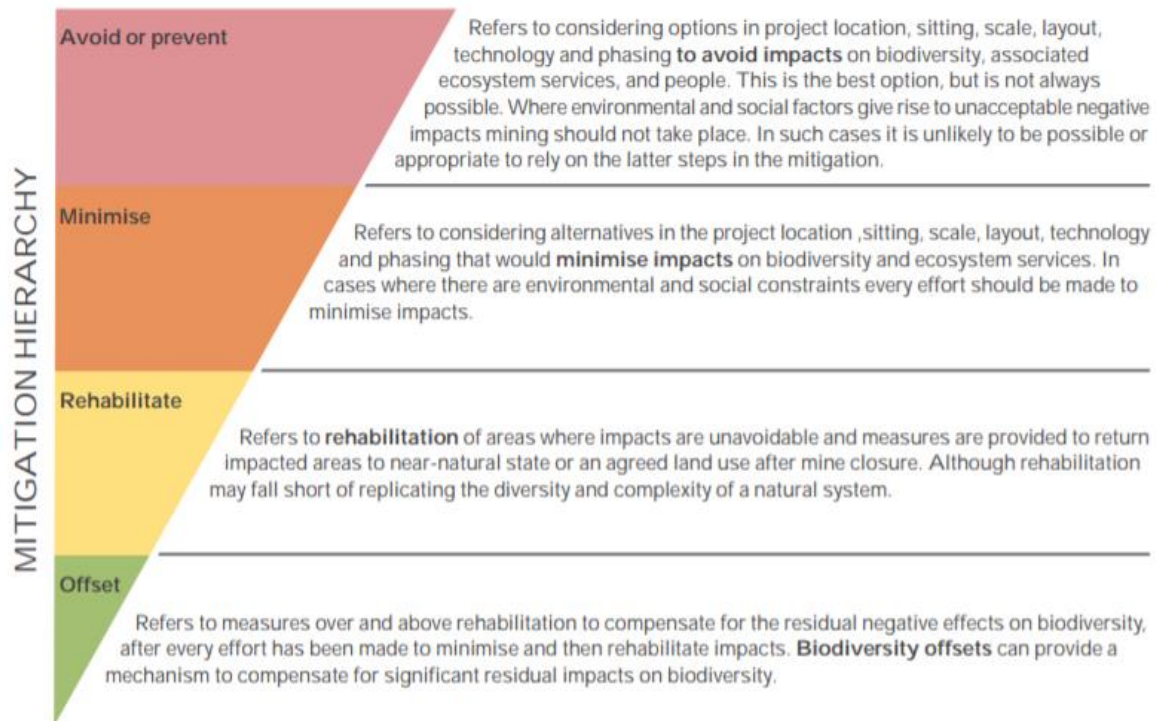 MITIGATION HIERARCHY
Avoid or prevent
Refers to considering options in project location, sitting, scale, layout,
technology and phasing to avoid impacts on biodiversity, associated
ecosystem services, and people. This is the best option, but is not always
possible. Where environmental and social factors give rise to unacceptable negative
impacts mining should not take place. In such cases it is unlikely to be possible or
appropriate to rely on the latter steps in the mitigation.
Minimise
Refers to considering alternatives in the project location ,sitting, scale, layout, technology
and phasing that would minimise impacts on biodiversity and ecosystem services. In
cases where there are environmental and social constraints every effort should be made to
minimise impacts.
Rehabilitate
Refers to rehabilitation of areas where impacts are unavoidable and measures are provided to return
impacted areas to near-natural state or an agreed land use after mine closure. Although rehabilitation
may fall short of replicating the diversity and complexity of a natural system.
Offset
Refers to measures over and above rehabilitation to compensate for the residual negative effects on biodiversity,
after every effort has been made to minimise and then rehabilitate impacts. Biodiversity offsets can provide a
mechanism to compensate for significant residual impacts on biodiversity.